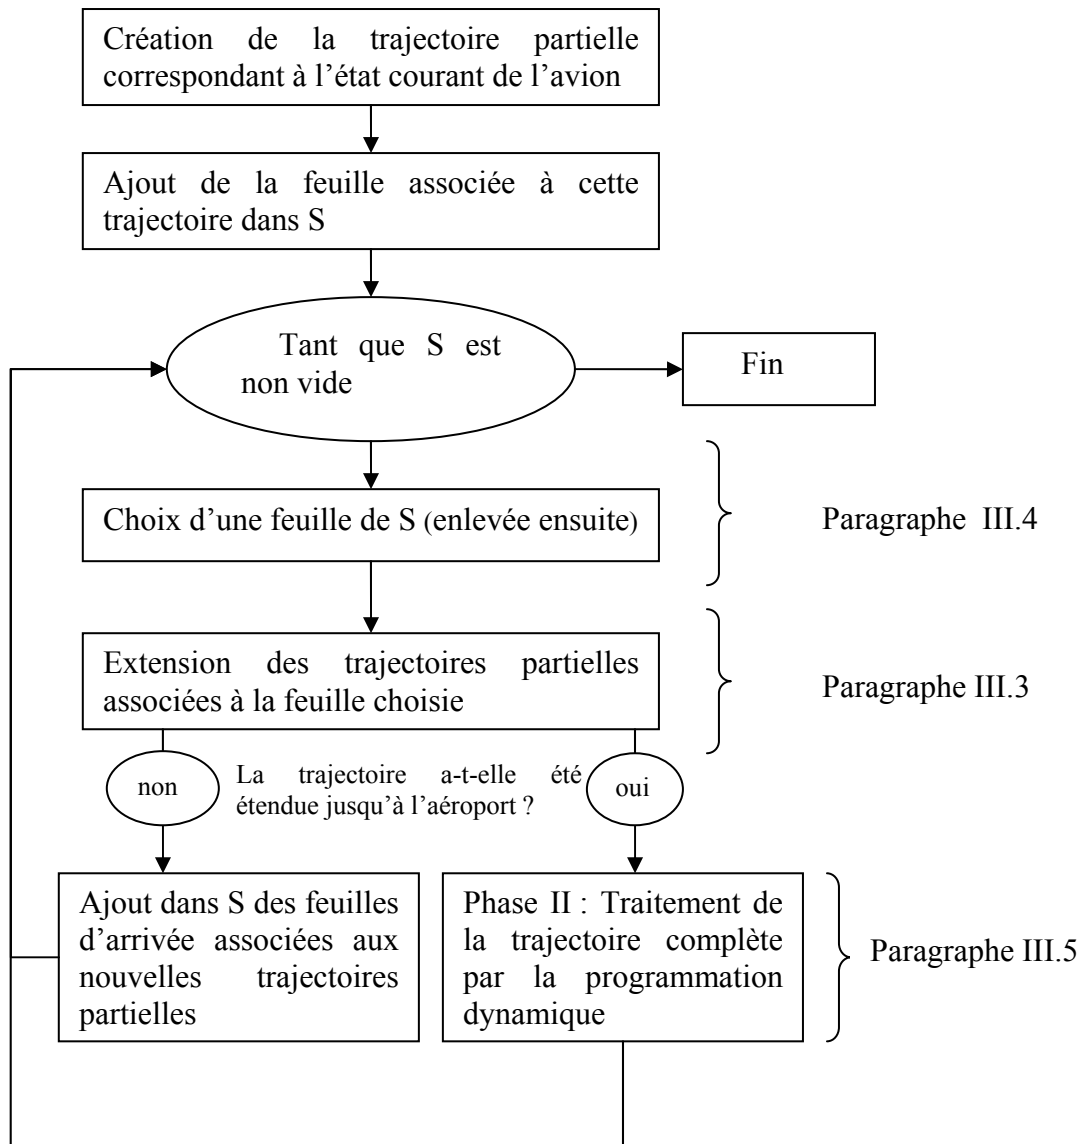 Création de la trajectoire partielle
correspondant à l’état courant de l’avion
Ajout de la feuille associée à cette
trajectoire dans S
Tant que S est
non vide
Fin
Choix d’une feuille de S (enlevée ensuite)
Paragraphe III.4
Extension des trajectoires partielles
associées à la feuille choisie
Paragraphe III.3
non
La trajectoire a-t-elle été
étendue jusqu’à l’aéroport ?
oui
Ajout dans S des feuilles
d’arrivée associées aux
nouvelles trajectoires
partielles
Phase II : Traitement de
la trajectoire complète
par la programmation
dynamique
Paragraphe III.5